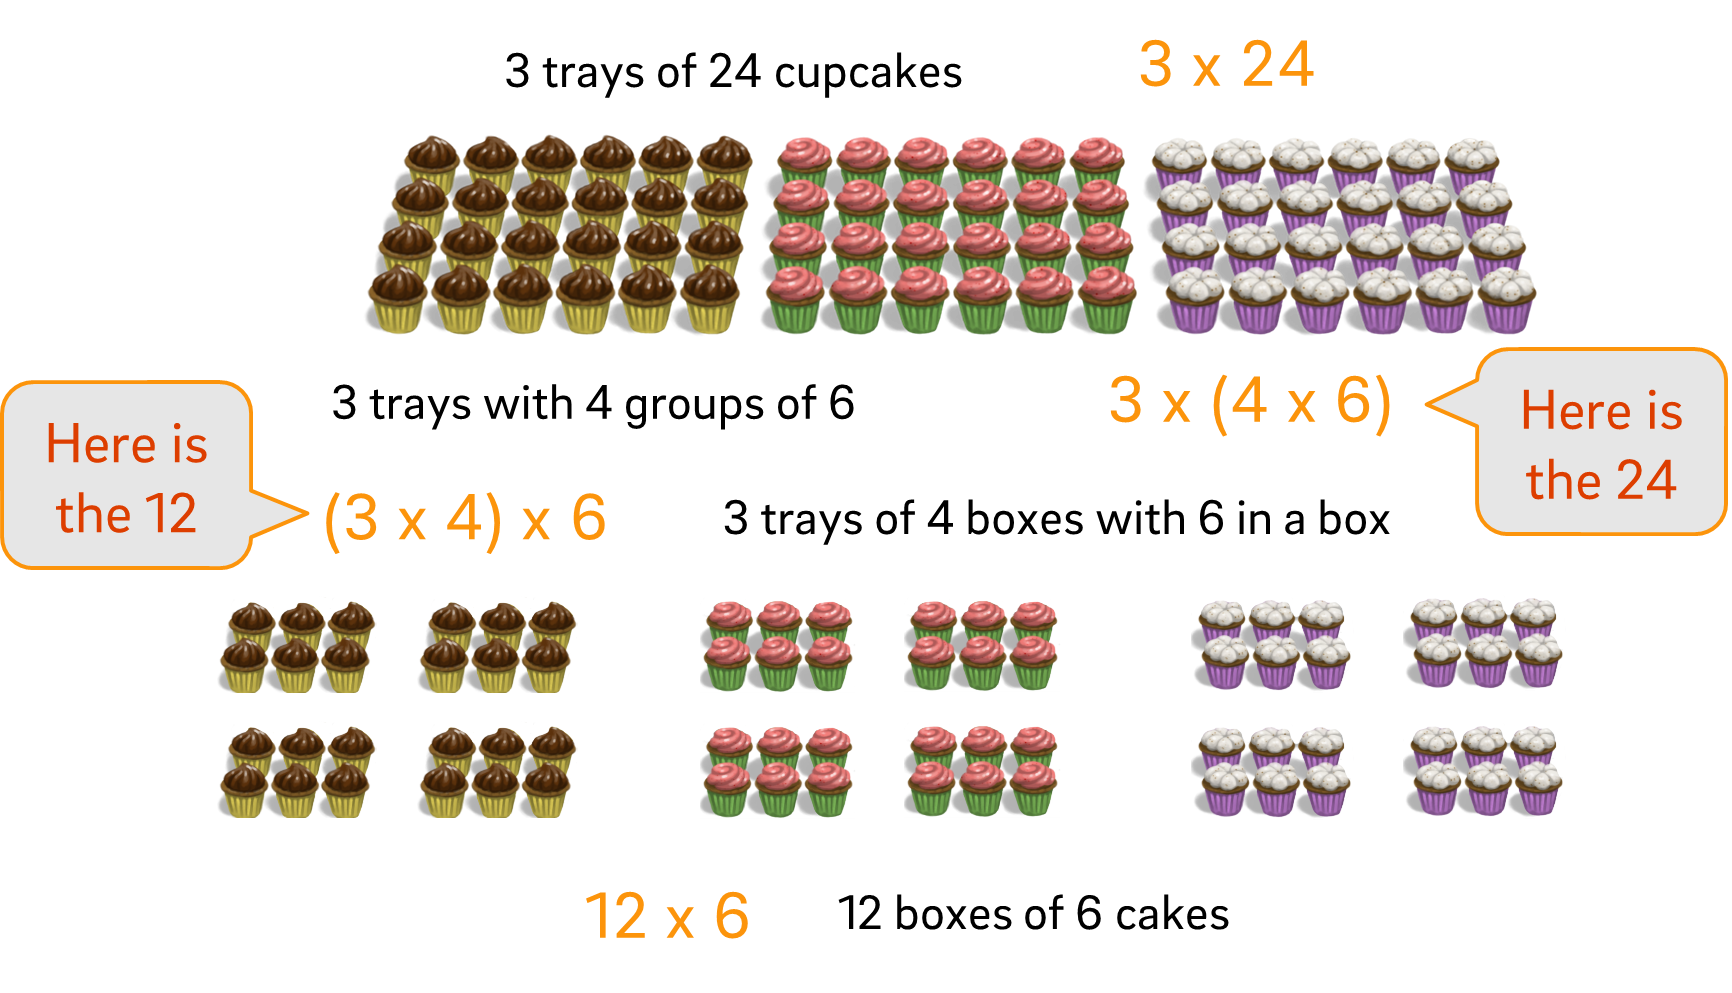 3 trays of 24 cupcakes
3 x 24
3 trays with 4 groups of 6
3 x (4 x 6)
Here is
the 24
Here is
the 12
(3 x 4) x 6
3 trays of 4 boxes with 6 in a box
12 x 6
12 boxes of 6 cakes